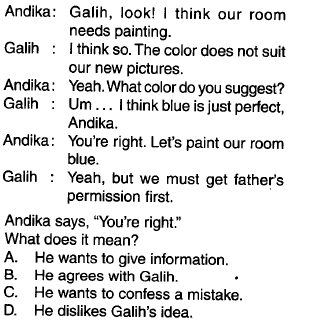 Andika: Galih, look! I think our room
needs painting.
Galih : I think so. The color does not suit
our new pictures.
Andika: Yeah. What color do you suggest?
Galih : Um ... I think blue is just perfect,
Andika.
Andika: You're right. Let's paint our room
blue.
Galih : Yeah, but we must get father's
permission first.
Andika says, "You're right."
What does it mean?
A. He wants to give information.
B. He agrees with Galih.
C. He wants to confess a mistake.
D. He dislikes Galih's idea.